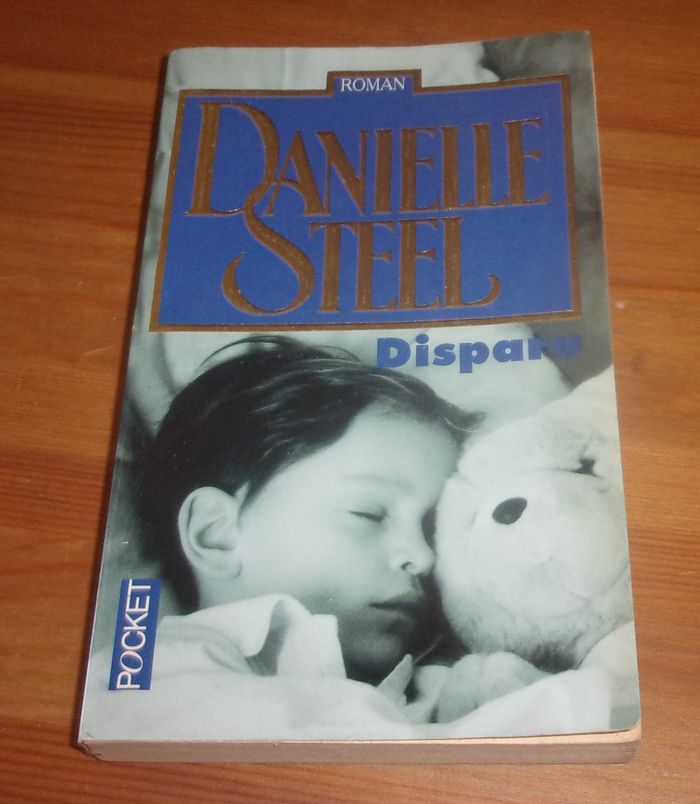 ROMAN
DANIELLE
STEEL
Disparu
POCKET